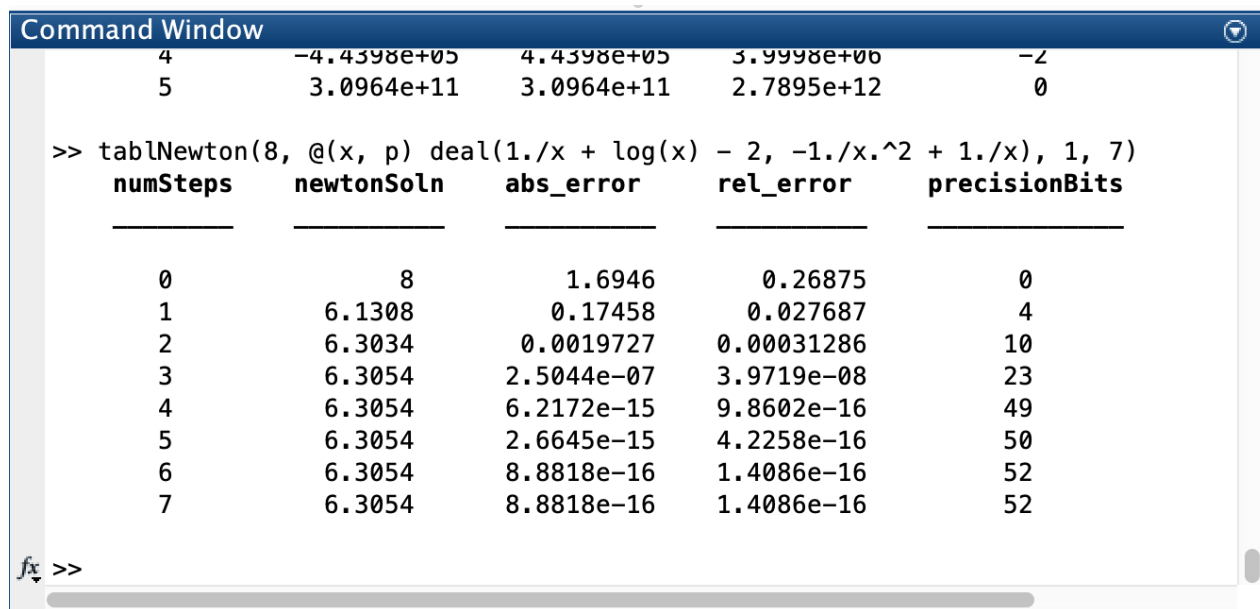 Command Window
4 -4.4398e+05 4.4398e+05 3.9998e+06 -2
5 3.0964e+11 3.0964e+11 2.7895e+12 0
>> tablNewton(8, @(x, p) deal(1./x + log(x) - 2, -1./x.^2 + 1./x), 1, 7)
numSteps newtonSoln abs_error rel_error precisionBits
0 8 1.6946 0.26875 0
1 6.1308 0.17458 0.027687 4
2 6.3034 0.0019727 0.00031286 10
3 6.3054 2.5044e-07 3.9719e-08 23
4 6.3054 6.2172e-15 9.8602e-16 49
5 6.3054 2.6645e-15 4.2258e-16 50
6 6.3054 8.8818e-16 1.4086e-16 52
7 6.3054 8.8818e-16 1.4086e-16 52
fx >>